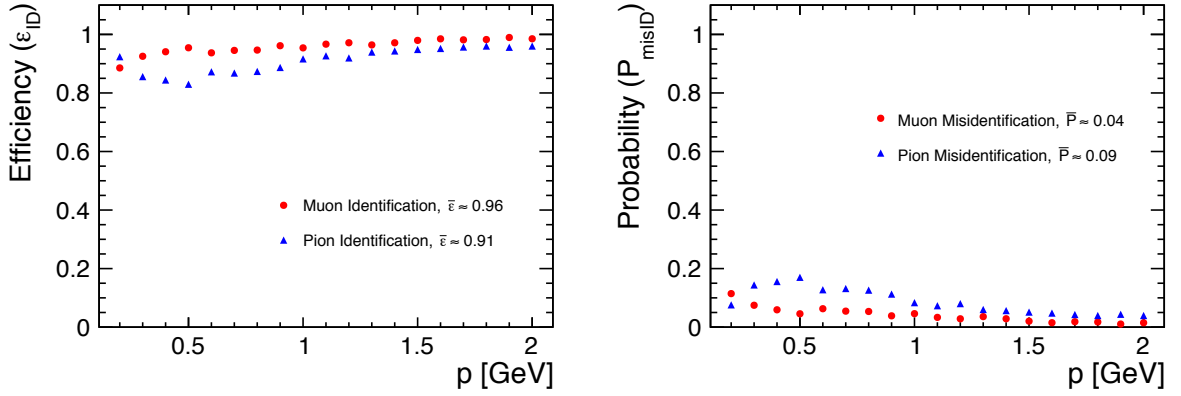 Efficiency (ε_ID)
1
0.8
0.6
0.4
0.2
0
Muon Identification, ε̅ ≈ 0.96
Pion Identification, ε̅ ≈ 0.91
0.5 1 1.5 2
p [GeV]
Probability (P_misID)
1
0.8
0.6
0.4
0.2
0
Muon Misidentification, P̅ ≈ 0.04
Pion Misidentification, P̅ ≈ 0.09
0.5 1 1.5 2
p [GeV]